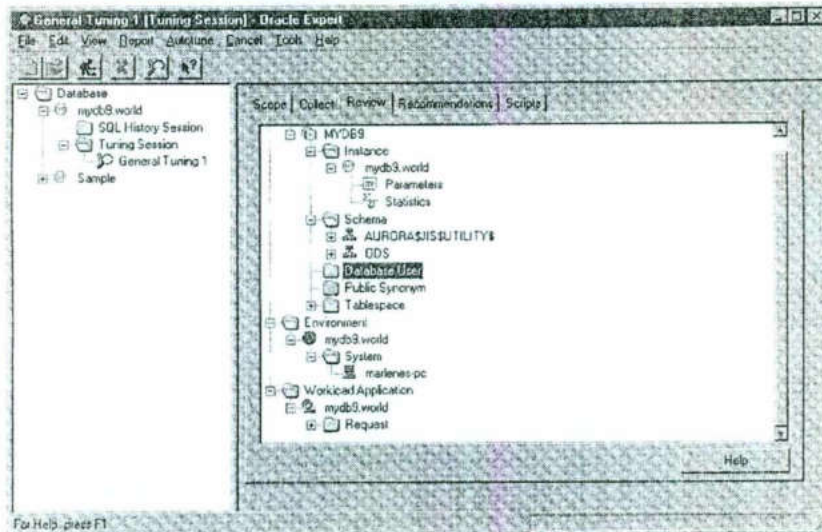 General Tuning 1 [Tuning Session] - Oracle Expert
File Edit View Report Autotune Cancel Tools Help
Database
mydb9.world
SQL History Session
Tuning Session
General Tuning 1
Sample
Scope Collect Review Recommendations Scripts
MYDB9
Instance
mydb9.world
Parameters
Statistics
Schema
AURORA$JIS$UTILITY$
ODS
Database User
Public Synonym
Tablespace
Environment
mydb9.world
System
marlenes-pc
Workload Application
mydb9.world
Request
Help
For Help, press F1